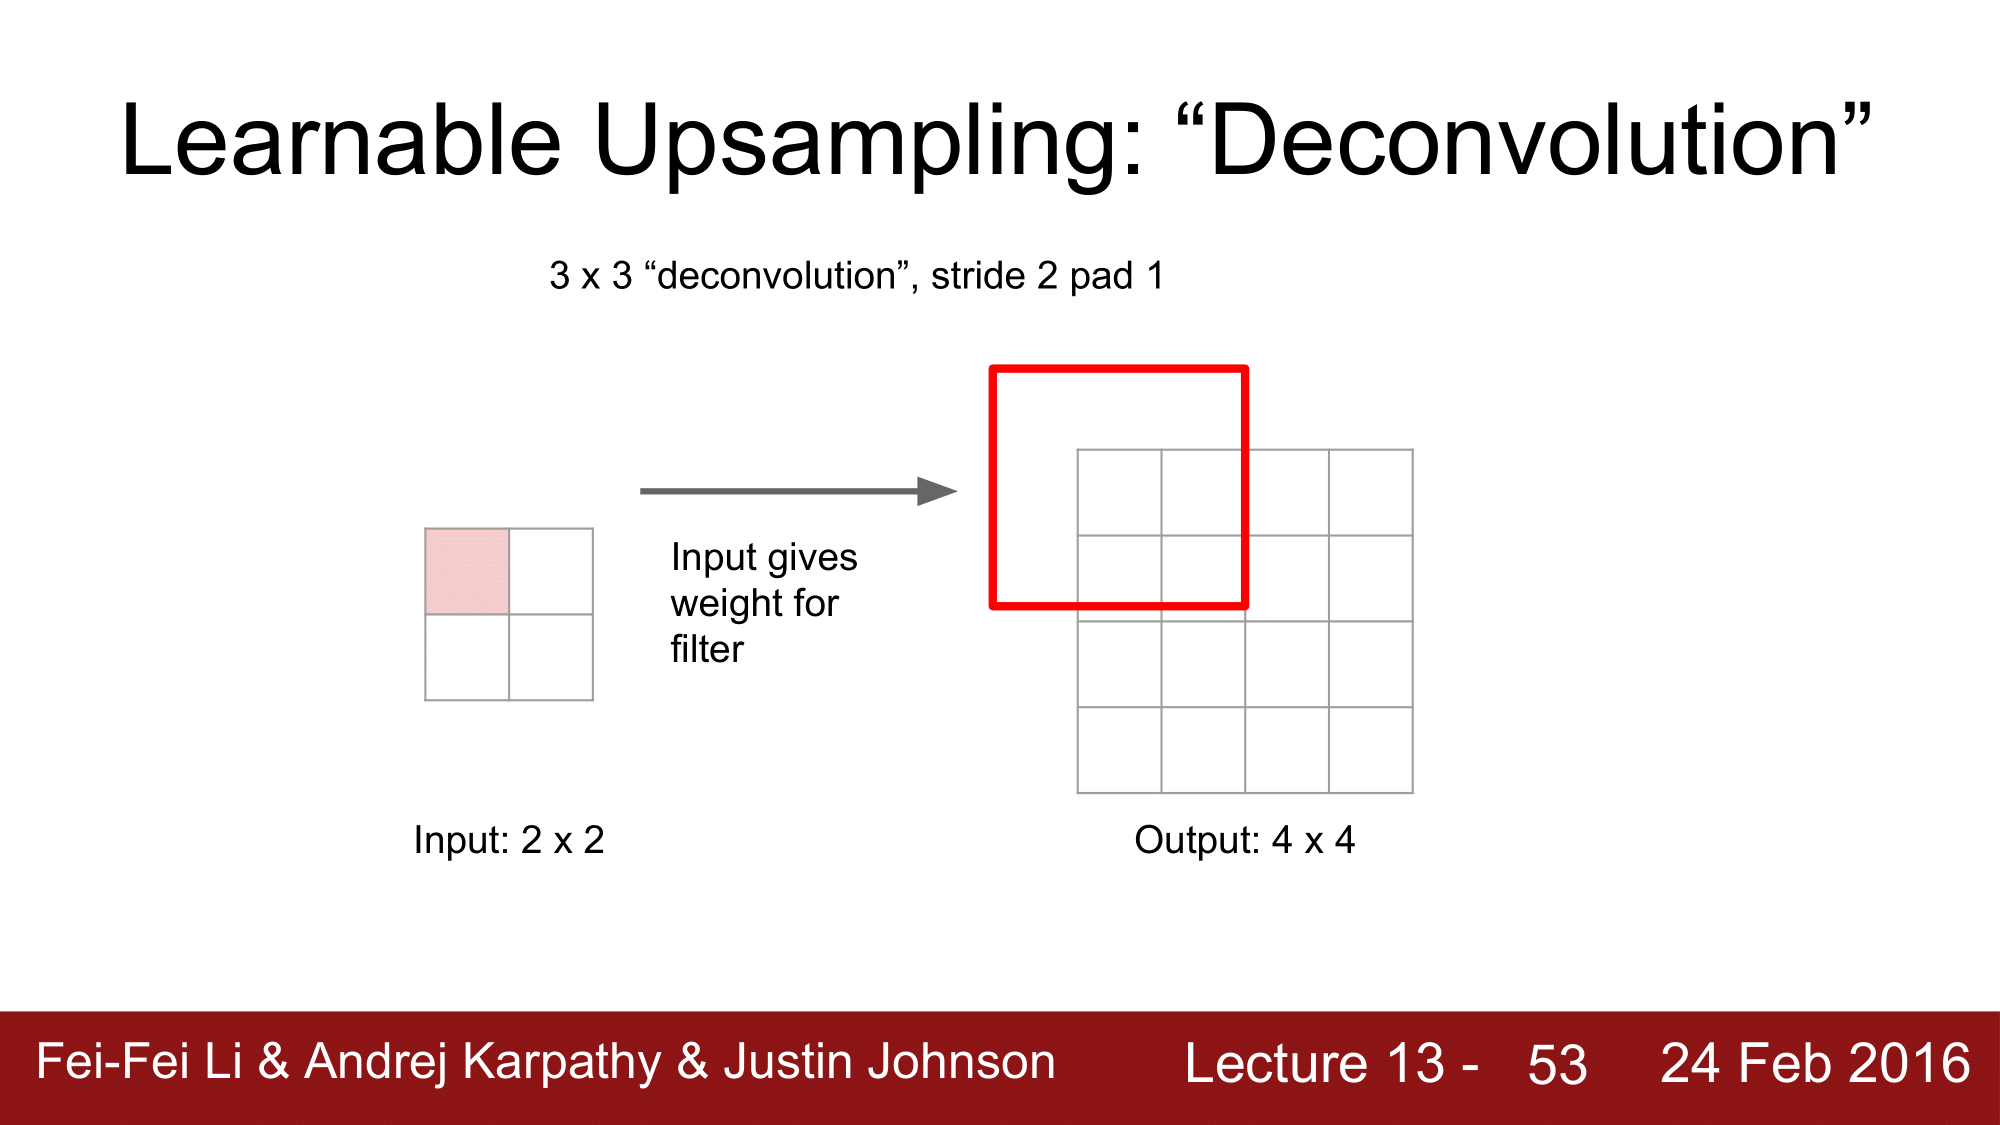 Learnable Upsampling: “Deconvolution”
3 x 3 “deconvolution”, stride 2 pad 1
Input gives
weight for
filter
Input: 2 x 2
Output: 4 x 4
Fei-Fei Li & Andrej Karpathy & Justin Johnson
Lecture 13 - 53
24 Feb 2016